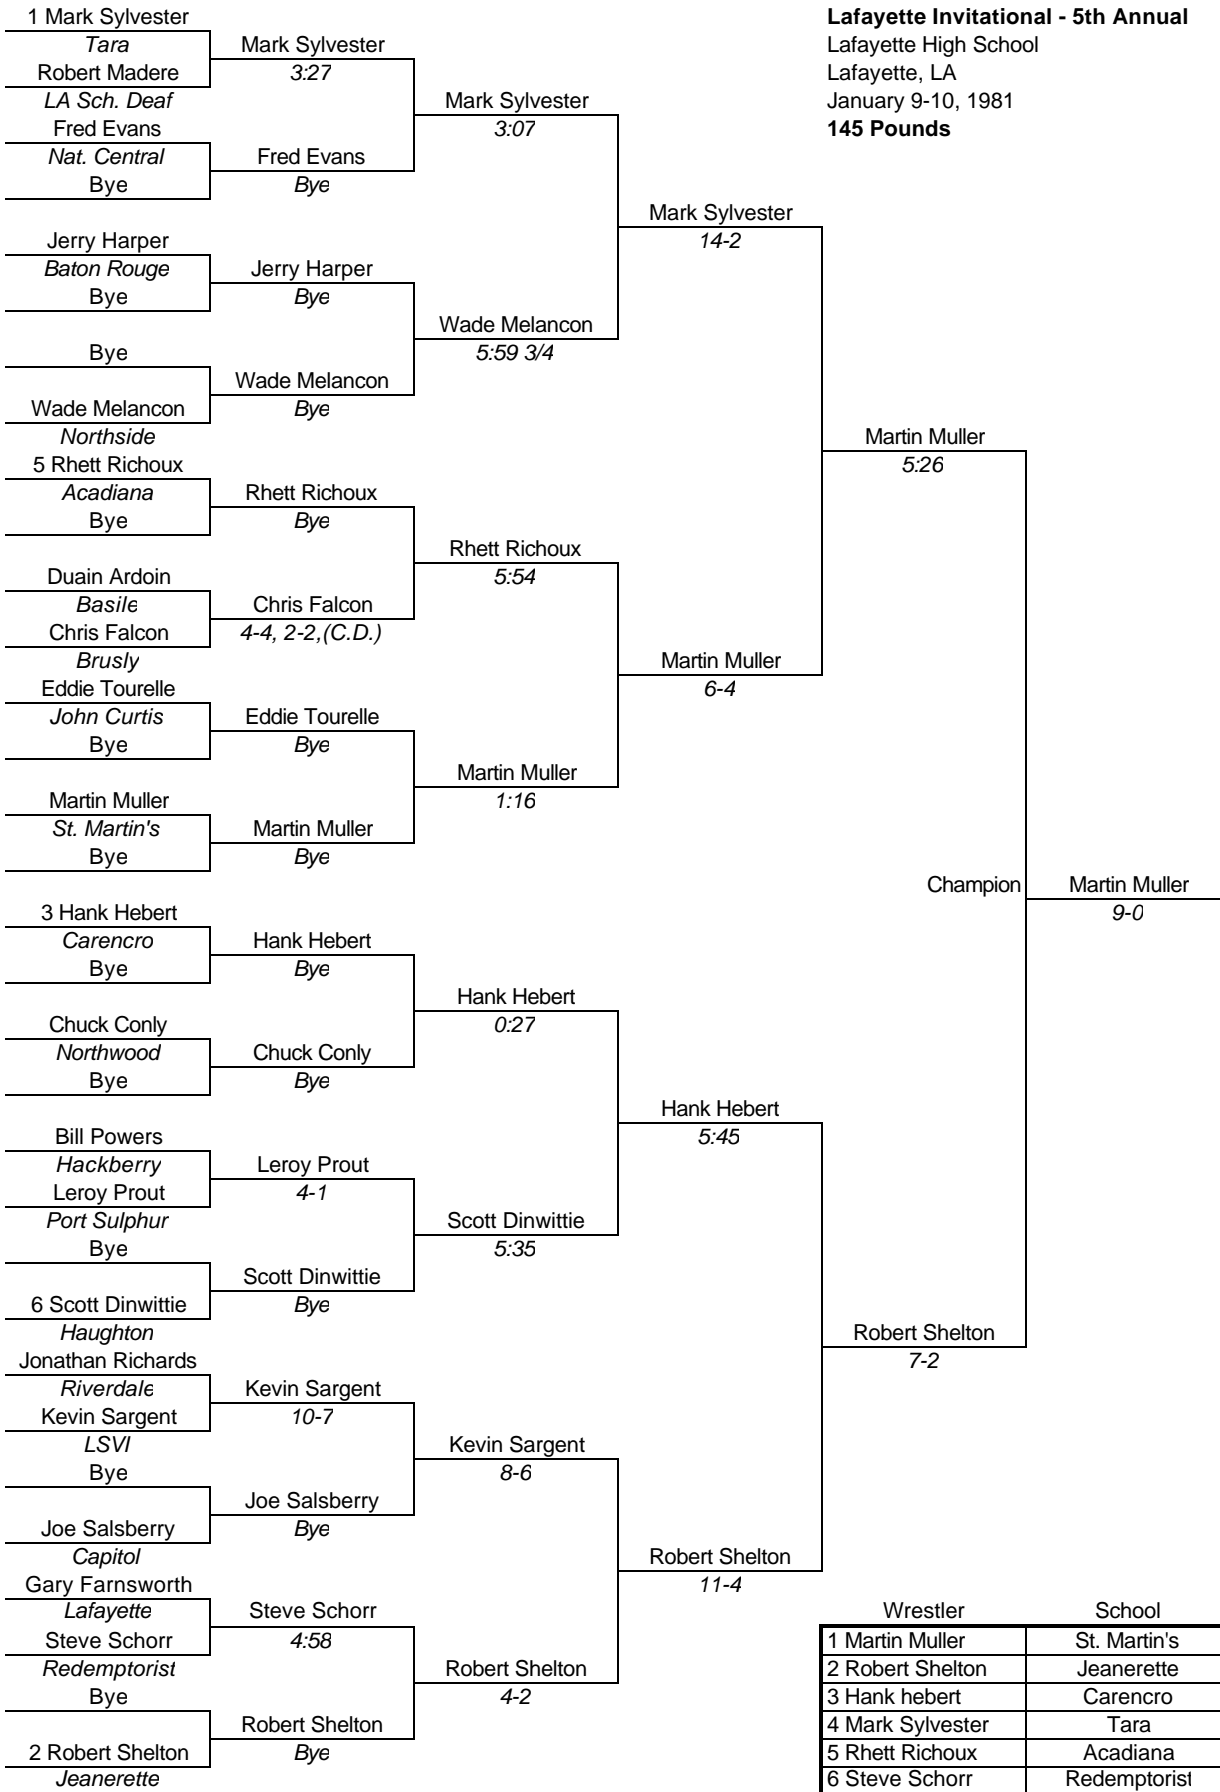 Lafayette Invitational - 5th Annual
Lafayette High School
Lafayette, LA
January 9-10, 1981
145 Pounds
1 Mark Sylvester
Tara
Robert Madere
LA Sch. Deaf
Fred Evans
Nat. Central
Bye
Jerry Harper
Baton Rouge
Bye
Bye
Wade Melancon
Northside
5 Rhett Richoux
Acadiana
Bye
Duain Ardoin
Basile
Chris Falcon
Brusly
Eddie Tourelle
John Curtis
Bye
Martin Muller
St. Martin's
Bye
3 Hank Hebert
Carencro
Bye
Chuck Conly
Northwood
Bye
Bill Powers
Hackberry
Leroy Prout
Port Sulphur
Bye
6 Scott Dinwittie
Haughton
Jonathan Richards
Riverdale
Kevin Sargent
LSVI
Bye
Joe Salsberry
Capitol
Gary Farnsworth
Lafayette
Steve Schorr
Redemptorist
Bye
2 Robert Shelton
Jeanerette
Mark Sylvester
3:27
Fred Evans
Bye
Jerry Harper
Bye
Wade Melancon
Bye
Rhett Richoux
Bye
Chris Falcon
4-4, 2-2,(C.D.)
Eddie Tourelle
Bye
Martin Muller
Bye
Hank Hebert
Bye
Chuck Conly
Bye
Leroy Prout
4-1
Scott Dinwittie
Bye
Kevin Sargent
10-7
Joe Salsberry
Bye
Steve Schorr
4:58
Robert Shelton
Bye
Mark Sylvester
3:07
Wade Melancon
5:59 3/4
Rhett Richoux
5:54
Martin Muller
1:16
Hank Hebert
0:27
Scott Dinwittie
5:35
Kevin Sargent
8-6
Robert Shelton
4-2
Mark Sylvester
14-2
Martin Muller
6-4
Hank Hebert
5:45
Robert Shelton
11-4
Martin Muller
5:26
Robert Shelton
7-2
Champion
Martin Muller
9-0
Wrestler School
1 Martin Muller St. Martin's
2 Robert Shelton Jeanerette
3 Hank hebert Carencro
4 Mark Sylvester Tara
5 Rhett Richoux Acadiana
6 Steve Schorr Redemptorist